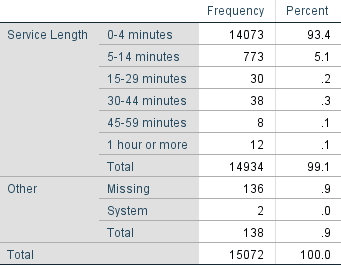 Frequency Percent
Service Length 0-4 minutes 14073 93.4
5-14 minutes 773 5.1
15-29 minutes 30 .2
30-44 minutes 38 .3
45-59 minutes 8 .1
1 hour or more 12 .1
Total 14934 99.1
Other Missing 136 .9
System 2 .0
Total 138 .9
Total 15072 100.0